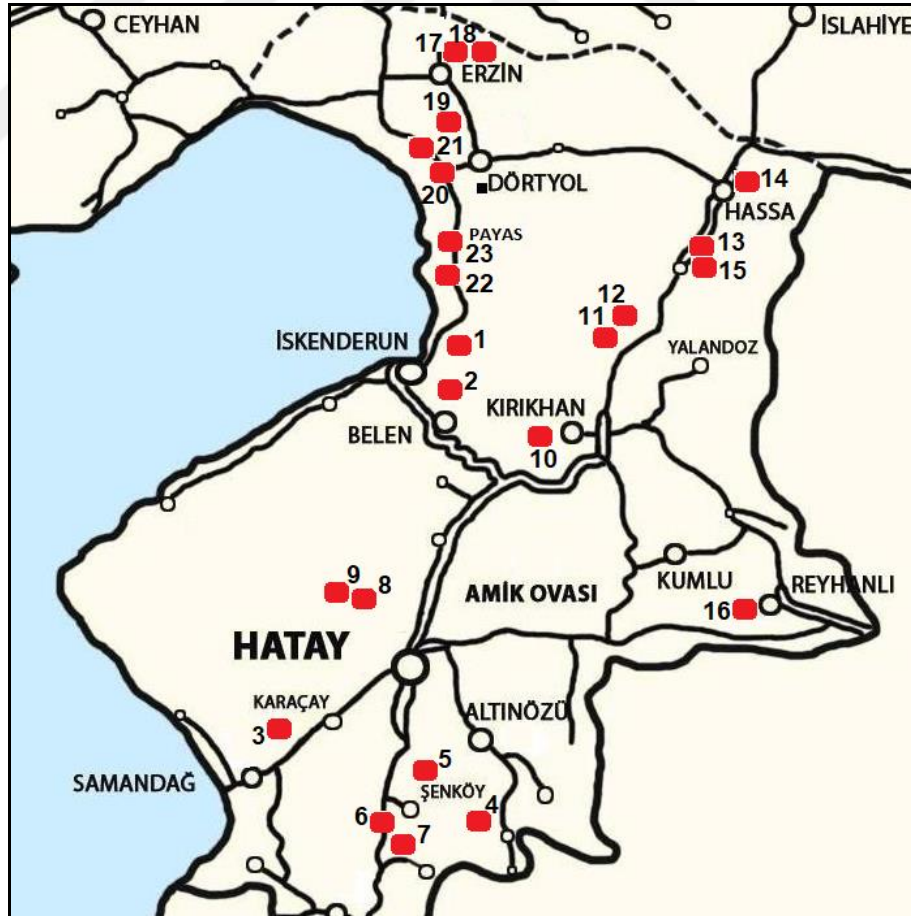 CEYHAN
İSLAHİYE
17
18
ERZİN
19
21
20
DÖRTYOL
14
HASSA
PAYAS
23
13
15
22
12
11
İSKENDERUN
1
YALANDOZ
2
KIRIKHAN
BELEN
10
9
8
AMİK OVASI
KUMLU
REYHANLI
16
HATAY
KARAÇAY
3
ALTINÖZÜ
SAMANDAĞ
5
ŞENKÖY
4
6
7